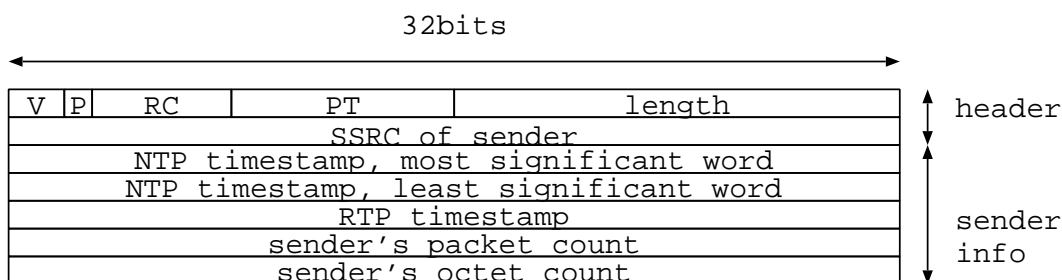 32bits
V P RC PT length
header
SSRC of sender
NTP timestamp, most significant word
NTP timestamp, least significant word
RTP timestamp
sender's packet count
sender's octet count
sender
info